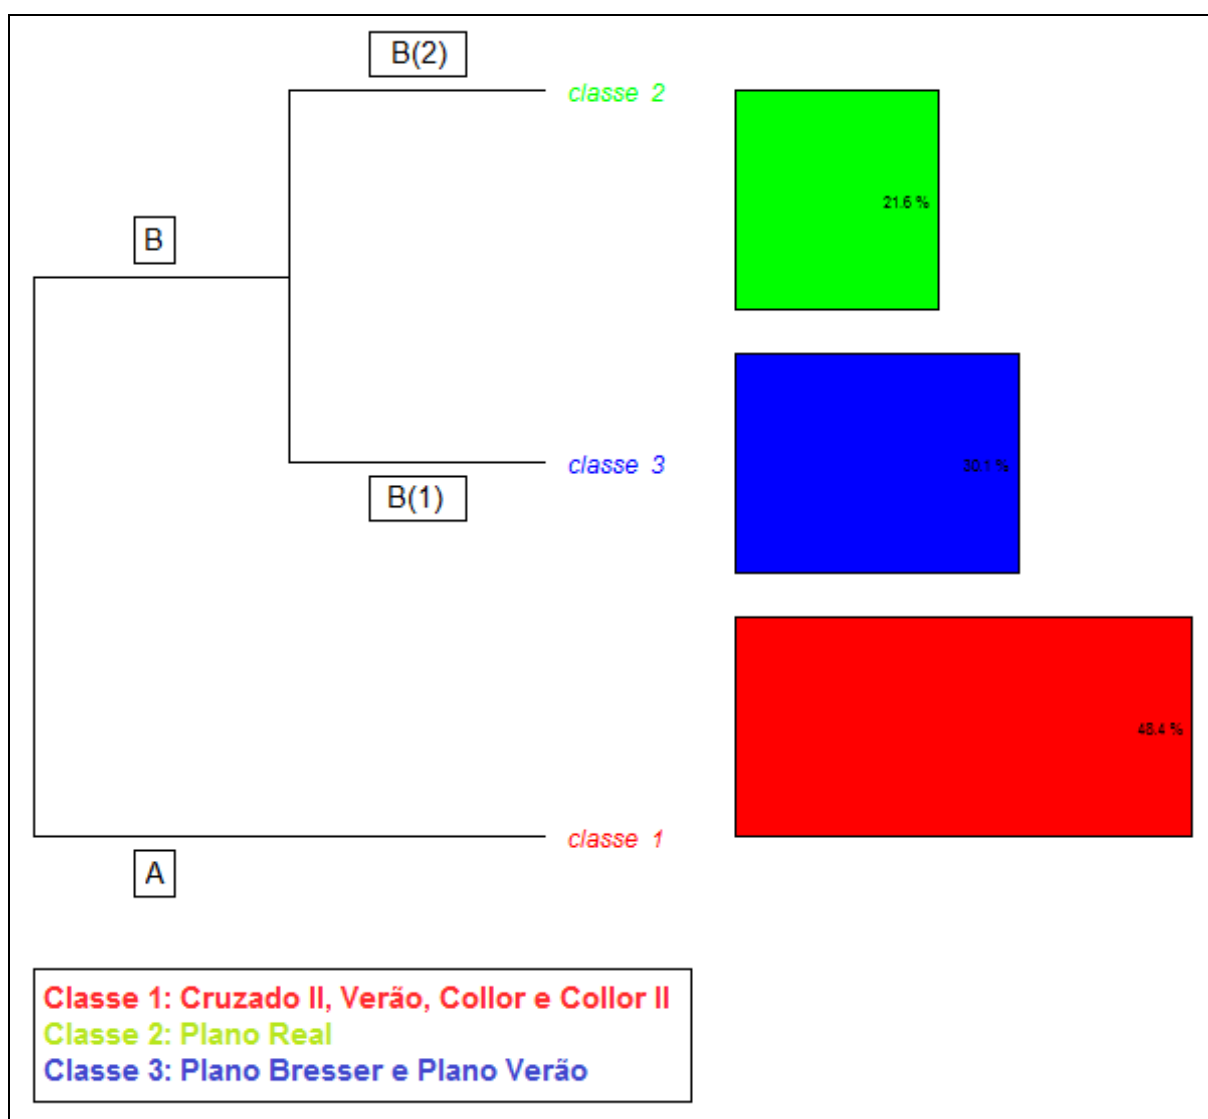 B(2)
classe 2
21.6 %
B
classe 3
30.1 %
B(1)
48.4 %
classe 1
A
Classe 1: Cruzado II, Verão, Collor e Collor II
Classe 2: Plano Real
Classe 3: Plano Bresser e Plano Verão